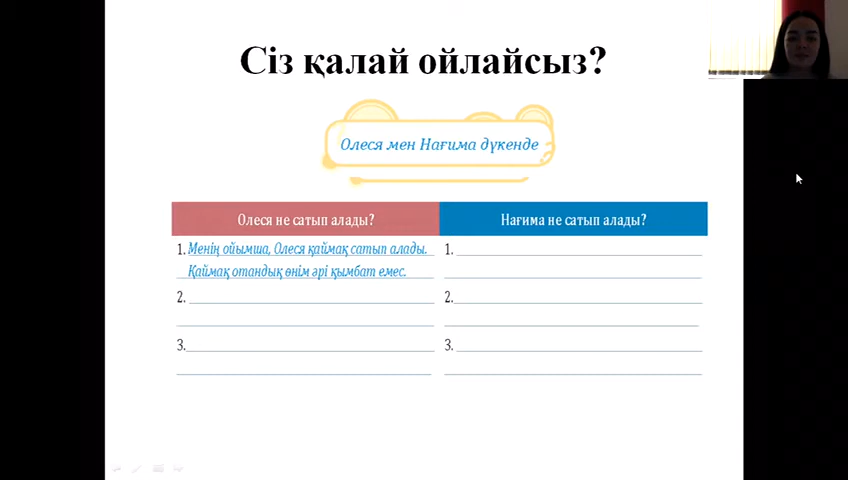 Сіз қалай ойлайсыз?
Олеся мен Нағима дүкенде
Олеся не сатып алады?
Нағима не сатып алады?
1. Менің ойымша, Олеся қаймақ сатып алады.
Қаймақ отандық өнім әрі қымбат емес.
2.
3.
1.
2.
3.